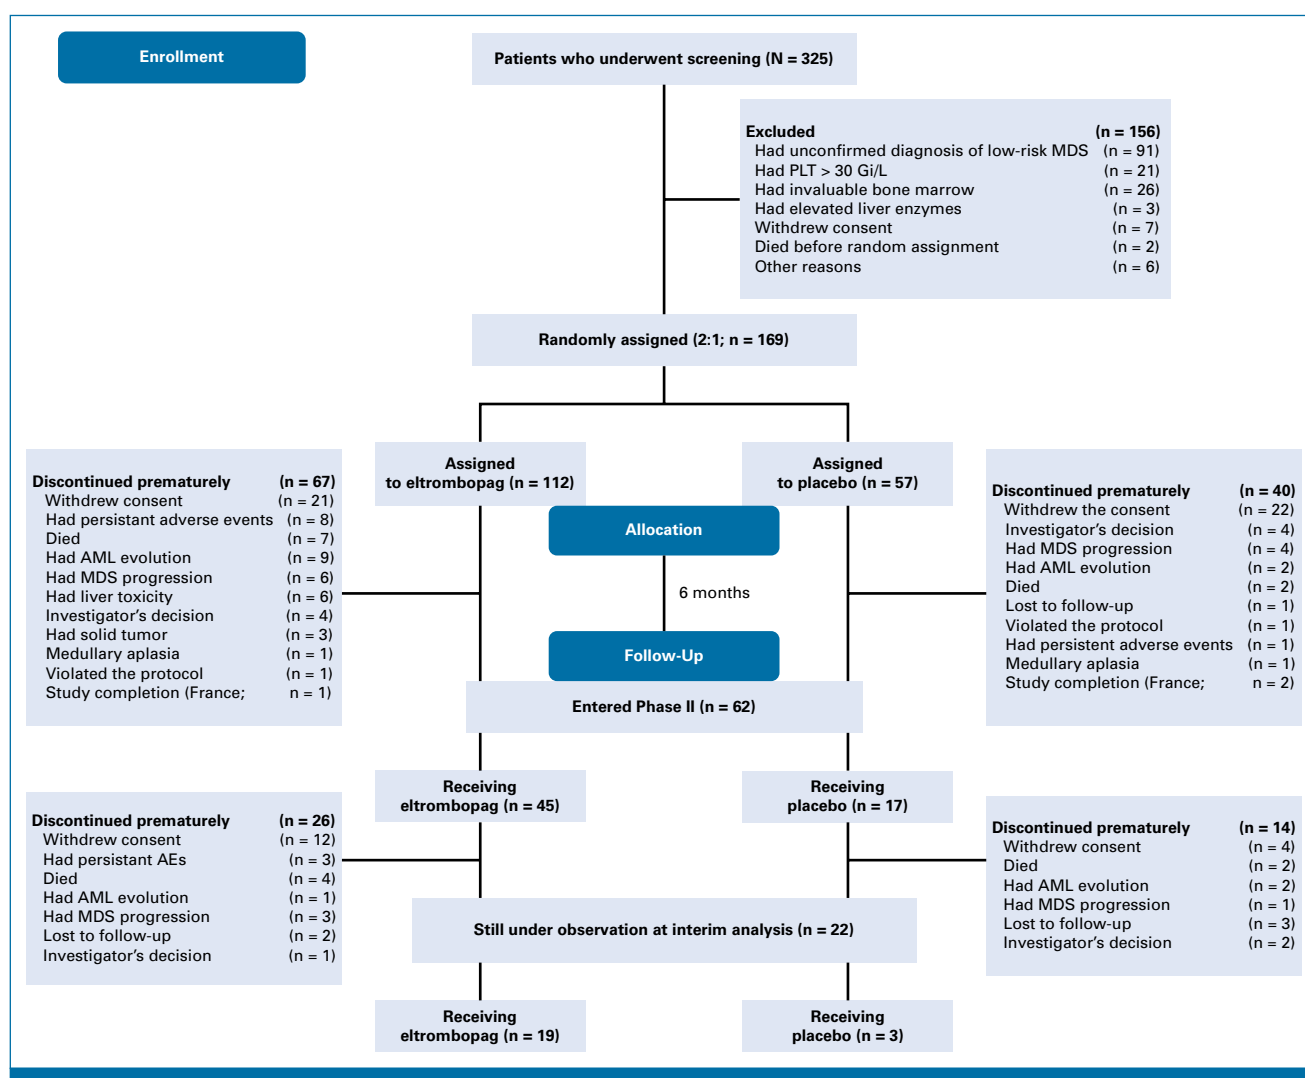 Enrollment
Patients who underwent screening (N = 325)
Excluded (n = 156)
Had unconfirmed diagnosis of low-risk MDS (n = 91)
Had PLT > 30 Gi/L (n = 21)
Had invaluable bone marrow (n = 26)
Had elevated liver enzymes (n = 3)
Withdrew consent (n = 7)
Died before random assignment (n = 2)
Other reasons (n = 6)
Randomly assigned (2:1; n = 169)
Assigned
to eltrombopag (n = 112)
Assigned
to placebo (n = 57)
Discontinued prematurely (n = 67)
Withdrew consent (n = 21)
Had persistant adverse events (n = 8)
Died (n = 7)
Had AML evolution (n = 9)
Had MDS progression (n = 6)
Had liver toxicity (n = 6)
Investigator's decision (n = 4)
Had solid tumor (n = 3)
Medullary aplasia (n = 1)
Violated the protocol (n = 1)
Study completion (France; n = 1)
Allocation
6 months
Follow-Up
Discontinued prematurely (n = 40)
Withdrew the consent (n = 22)
Investigator's decision (n = 4)
Had MDS progression (n = 4)
Had AML evolution (n = 2)
Died (n = 2)
Lost to follow-up (n = 1)
Violated the protocol (n = 1)
Had persistent adverse events (n = 1)
Medullary aplasia (n = 1)
Study completion (France; n = 2)
Entered Phase II (n = 62)
Receiving
eltrombopag (n = 45)
Receiving
placebo (n = 17)
Discontinued prematurely (n = 26)
Withdrew consent (n = 12)
Had persistant AEs (n = 3)
Died (n = 4)
Had AML evolution (n = 1)
Had MDS progression (n = 3)
Lost to follow-up (n = 2)
Investigator's decision (n = 1)
Discontinued prematurely (n = 14)
Withdrew consent (n = 4)
Died (n = 2)
Had AML evolution (n = 2)
Had MDS progression (n = 1)
Lost to follow-up (n = 3)
Investigator's decision (n = 2)
Still under observation at interim analysis (n = 22)
Receiving
eltrombopag (n = 19)
Receiving
placebo (n = 3)